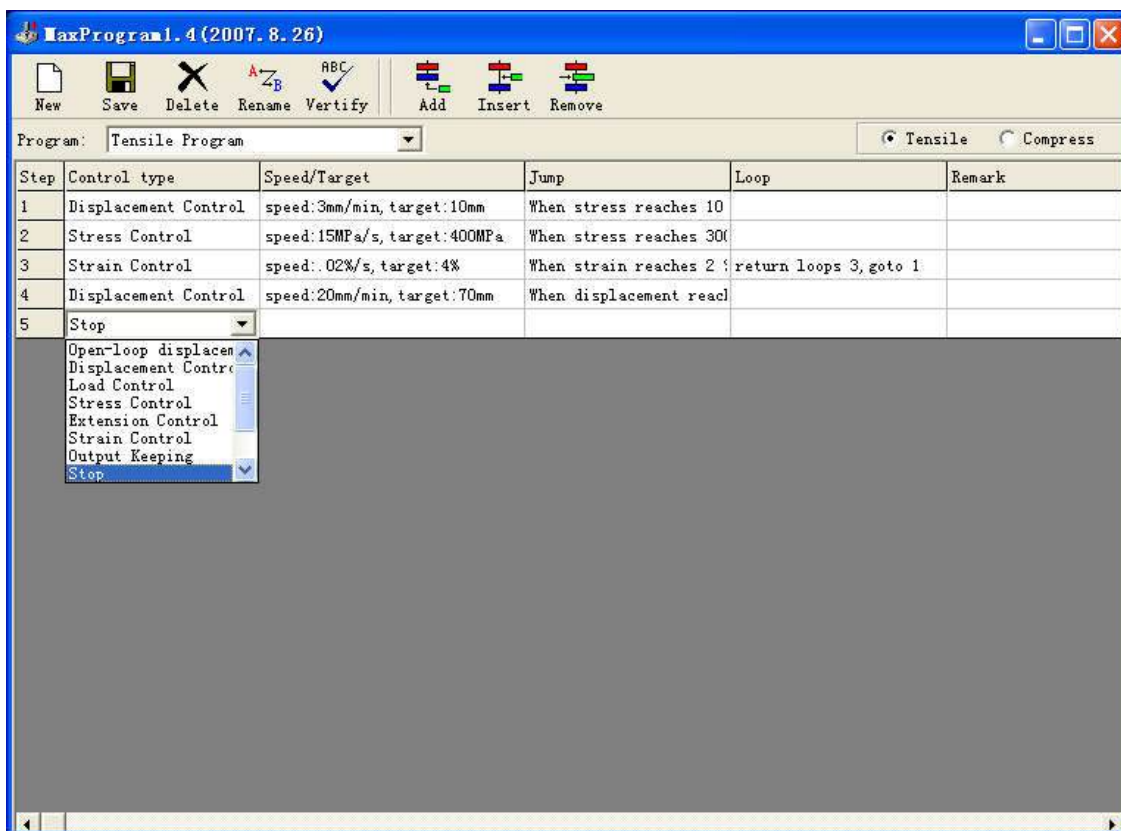 MaxProgram1.4(2007.8.26)
ABC
A Z B
New Save Delete Rename Vertify Add Insert Remove
Program: Tensile Program Tensile Compress
Step Control type Speed/Target Jump Loop Remark
1 Displacement Control speed:3mm/min, target:10mm When stress reaches 10
2 Stress Control speed:15MPa/s, target:400MPa When stress reaches 300
3 Strain Control speed:.02%/s, target:4% When strain reaches 2 return loops 3, goto 1
4 Displacement Control speed:20mm/min, target:70mm When displacement reac
5 Stop
Open-loop displacem
Displacement Contro
Load Control
Stress Control
Extension Control
Strain Control
Output Keeping
Stop